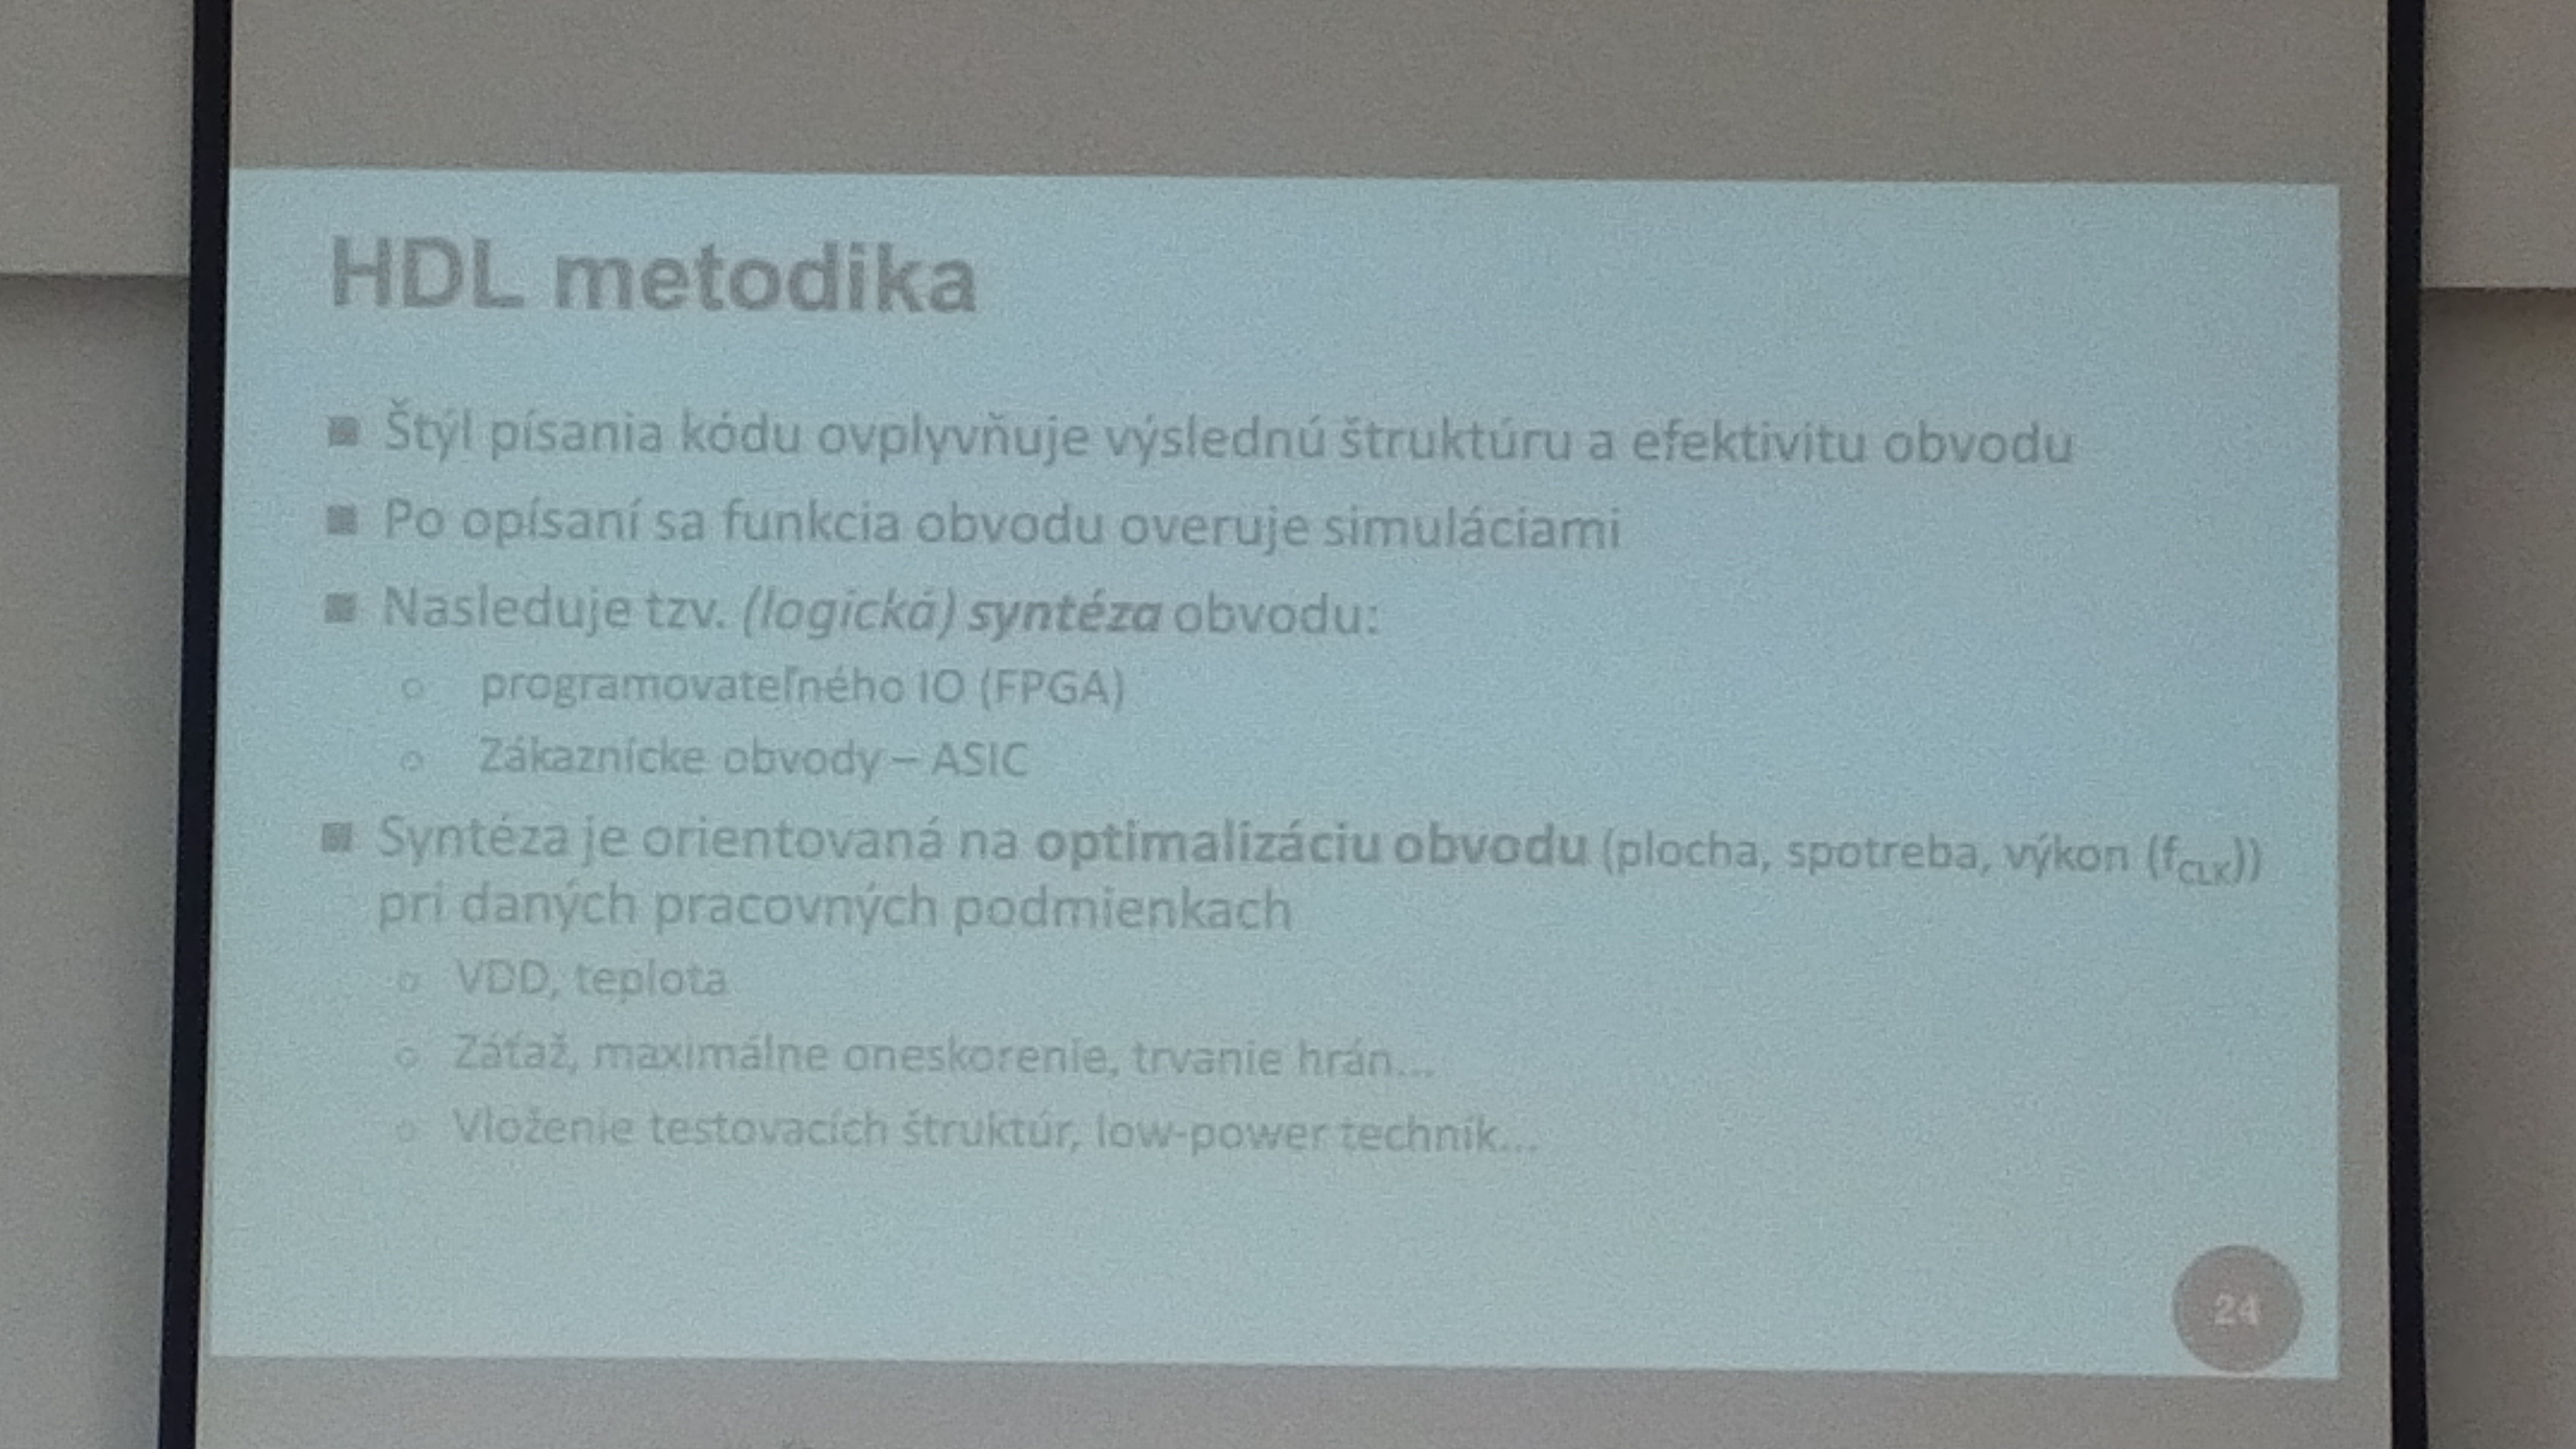 HDL metodika
■ Štýl písania kódu ovplyvňuje výslednú štruktúru a efektivitu obvodu
■ Po opísaní sa funkcia obvodu overuje simuláciami
■ Nasleduje tzv. (logická) syntéza obvodu:
○ programovateľného IO (FPGA)
○ Zákaznícke obvody – ASIC
■ Syntéza je orientovaná na optimalizáciu obvodu (plocha, spotreba, výkon (fCLK))
pri daných pracovných podmienkach
○ VDD, teplota
○ Záťaž, maximálne oneskorenie, trvanie hrán...
○ Vloženie testovacích štruktúr, low-power techník...
24